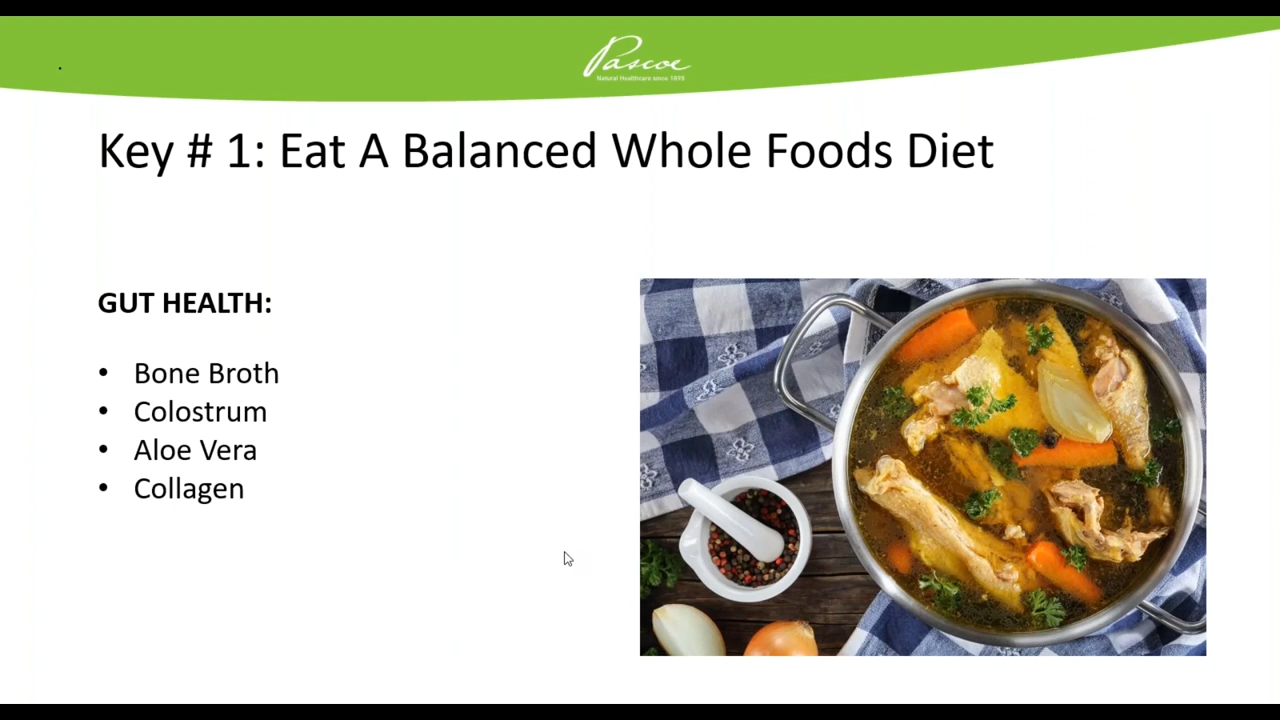 Pascoe
Natural Healthcare since 1895
Key # 1: Eat A Balanced Whole Foods Diet
GUT HEALTH:
• Bone Broth
• Colostrum
• Aloe Vera
• Collagen